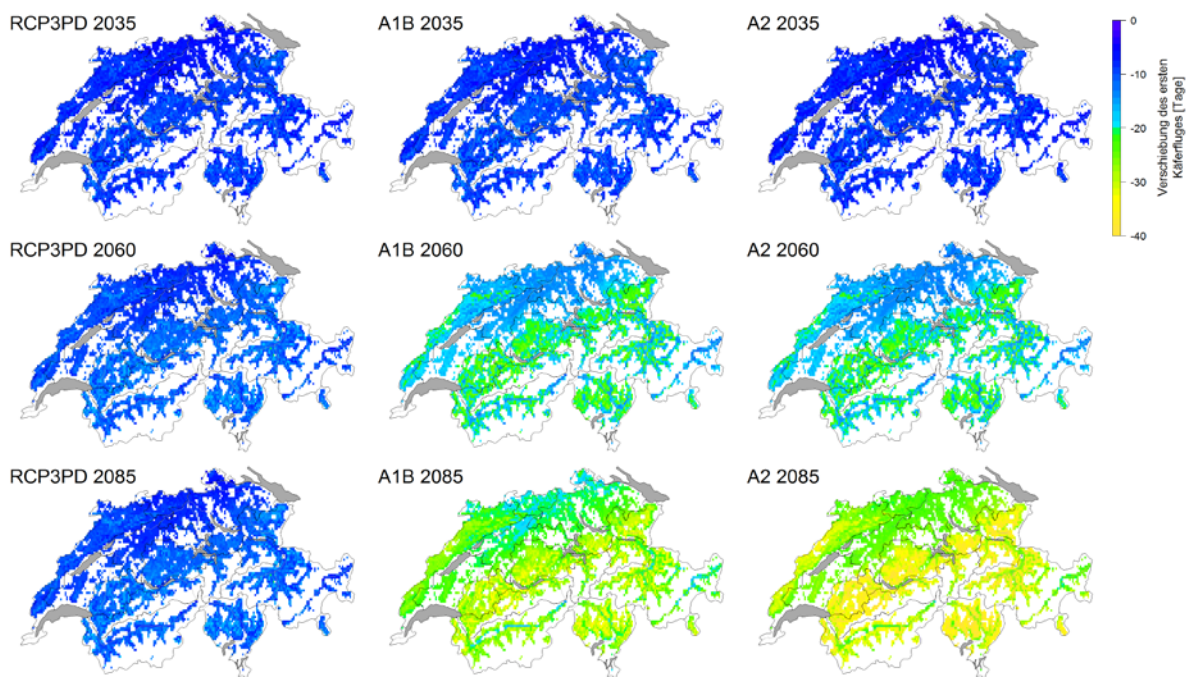 RCP3PD 2035
A1B 2035
A2 2035
0
-10
-20
-30
-40
Verschiebung des ersten
Käferfluges [Tage]
RCP3PD 2060
A1B 2060
A2 2060
RCP3PD 2085
A1B 2085
A2 2085